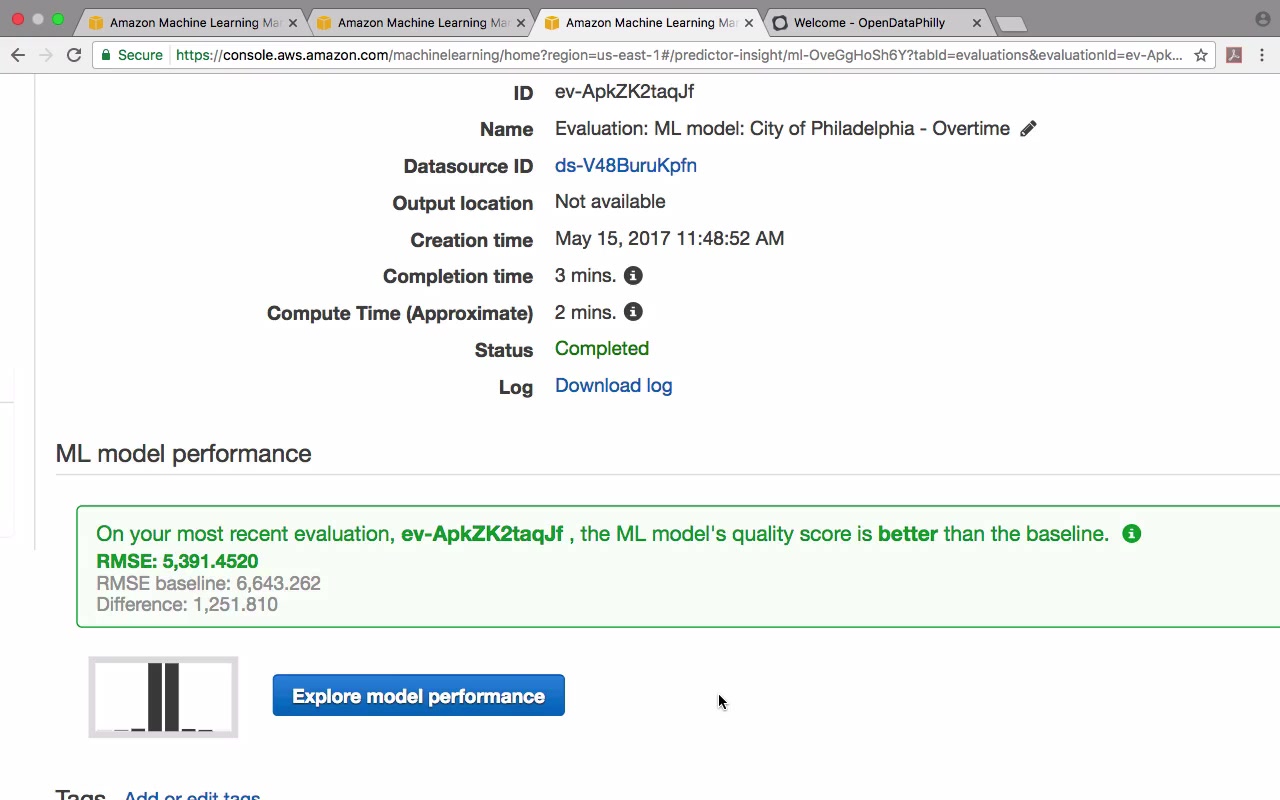 Amazon Machine Learning Ma
Amazon Machine Learning Ma
Amazon Machine Learning Ma
Welcome - OpenDataPhilly
Secure
https://console.aws.amazon.com/machinelearning/home?region=us-east-1#/predictor-insight/ml-OveGgHoSh6Y?tabId=evaluations&evaluationId=ev-Apk...
ID ev-ApkZK2taqJf
Name Evaluation: ML model: City of Philadelphia - Overtime
Datasource ID ds-V48BuruKpfn
Output location Not available
Creation time May 15, 2017 11:48:52 AM
Completion time 3 mins.
Compute Time (Approximate) 2 mins.
Status Completed
Log Download log
ML model performance
On your most recent evaluation, ev-ApkZK2taqJf , the ML model's quality score is better than the baseline.
RMSE: 5,391.4520
RMSE baseline: 6,643.262
Difference: 1,251.810
Explore model performance
Tags Add or edit tags